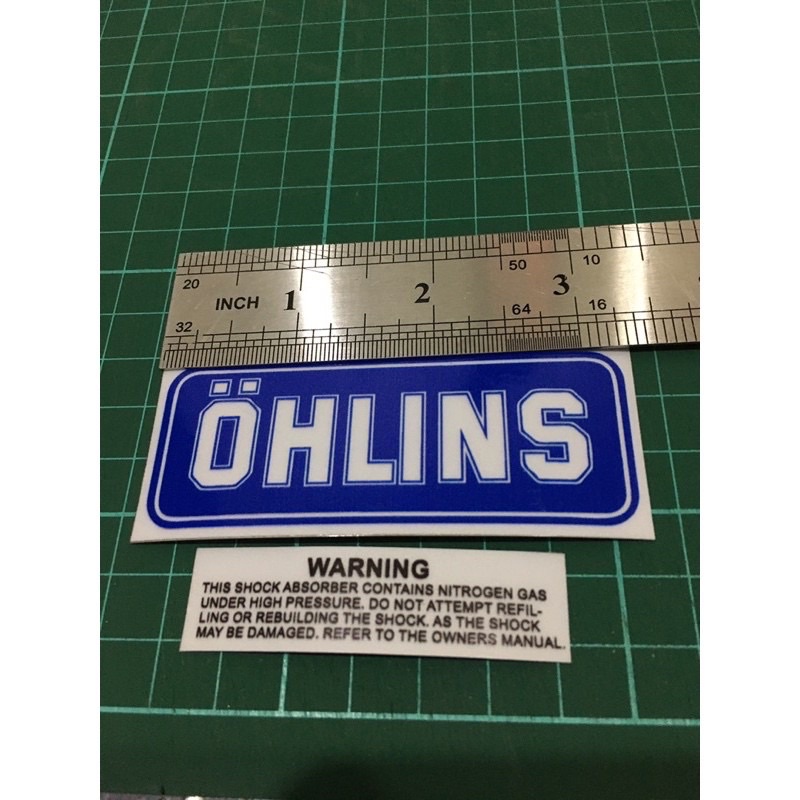 20 50 10
INCH 1 2 3
32 64 16
ÖHLINS
WARNING
THIS SHOCK ABSORBER CONTAINS NITROGEN GAS
UNDER HIGH PRESSURE. DO NOT ATTEMPT REFIL-
LING OR REBUILDING THE SHOCK. AS THE SHOCK
MAY BE DAMAGED. REFER TO THE OWNERS MANUAL.